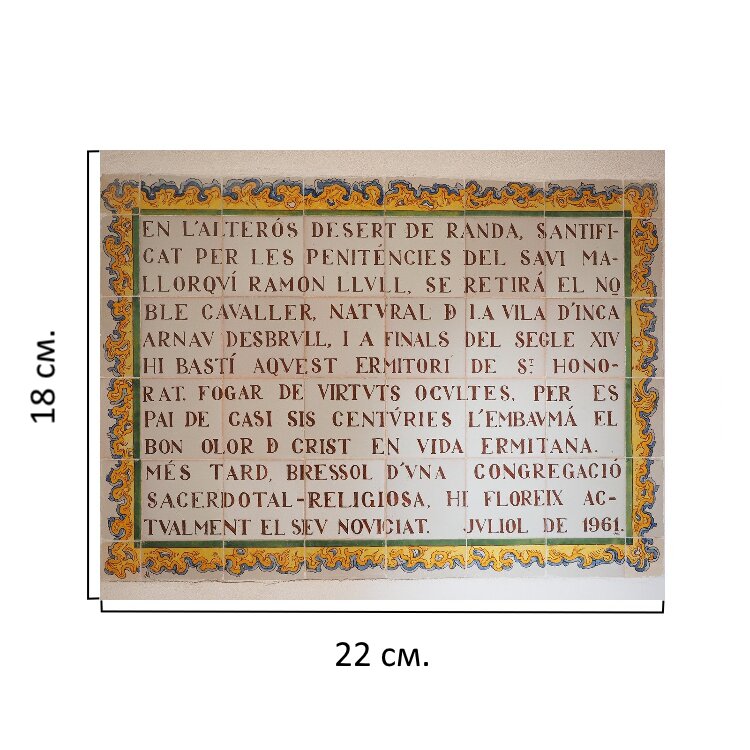 EN L'ALTERÓS DESERT DE RANDA, SANTIFI-
CAT PER LES PENITÉNCIES DEL SAVI MA-
LLORQVÍ RAMON LLVLL, SE RETIRÁ EL NO
BLE CAVALLER, NATVRAL D LA VILA D'INCA
ARNAV DESBRVLL, I A FINALS DEL SEGLE XIV
HI BASTÍ AQVEST ERMITORI DE ST HONO-
RAT. FOGAR DE VIRTVTS OCVLTES, PER ES
PAI DE CASI SIS CENTÚRIES L'EMBAVMÁ EL
BON OLOR D CRIST EN VIDA ERMITANA.
MÉS TARD, BRESSOL D'VNA CONGREGACIÓ
SACERDOTAL-RELIGIOSA, HI FLOREIX AC-
TVALMENT EL SEV NOVICIAT. JVLIOL DE 1961.
18 см.
22 см.